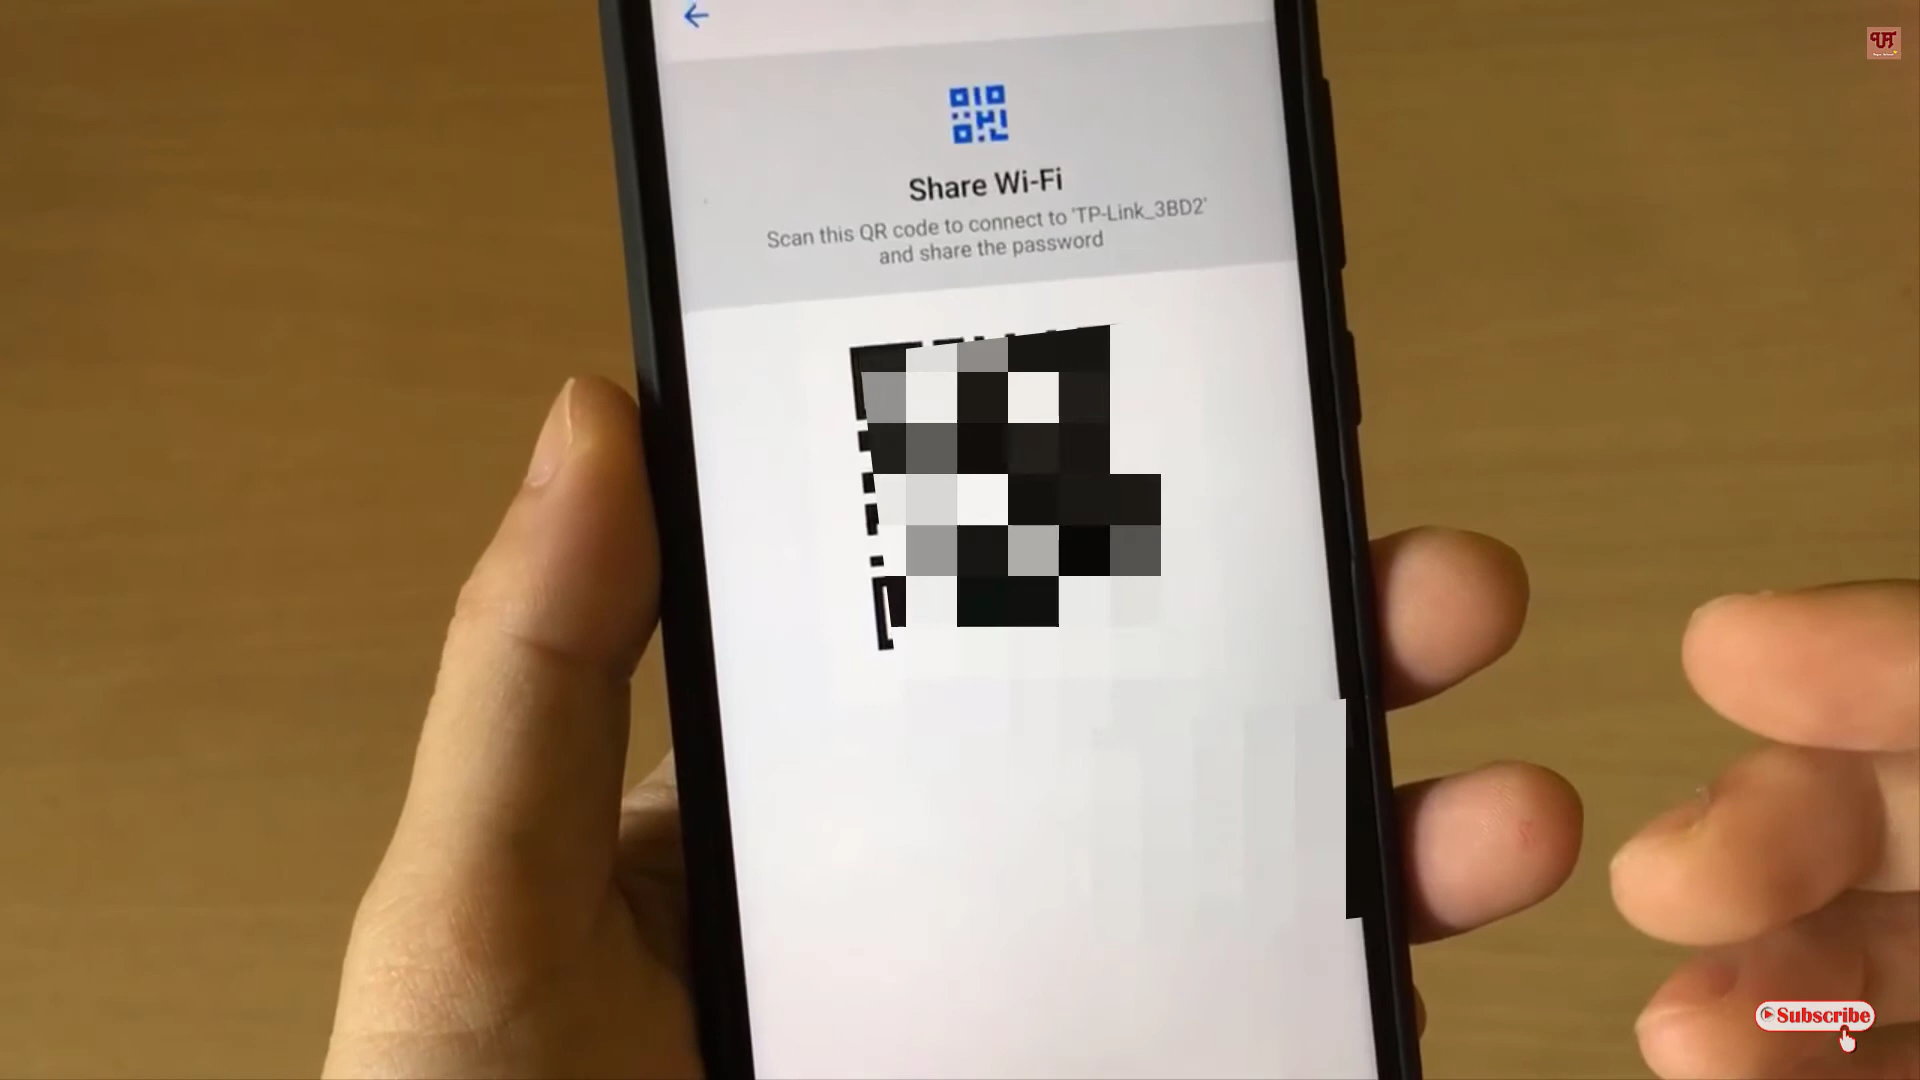 Share Wi-Fi
Scan this QR code to connect to 'TP-Link_3BD2'
and share the password
Subscribe